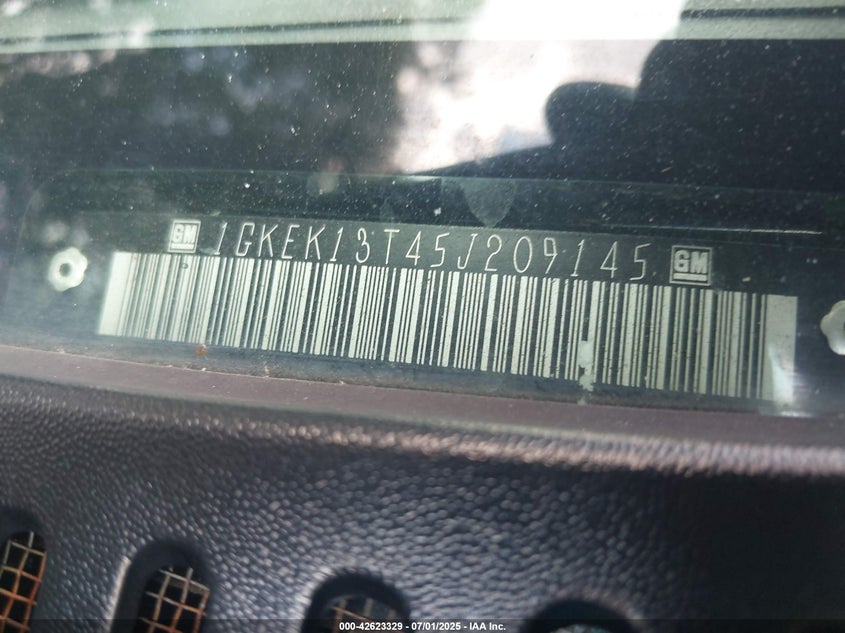 GM 1GKEK13T45J209145 GM
000-42623329 - 07/01/2025 - IAA Inc.